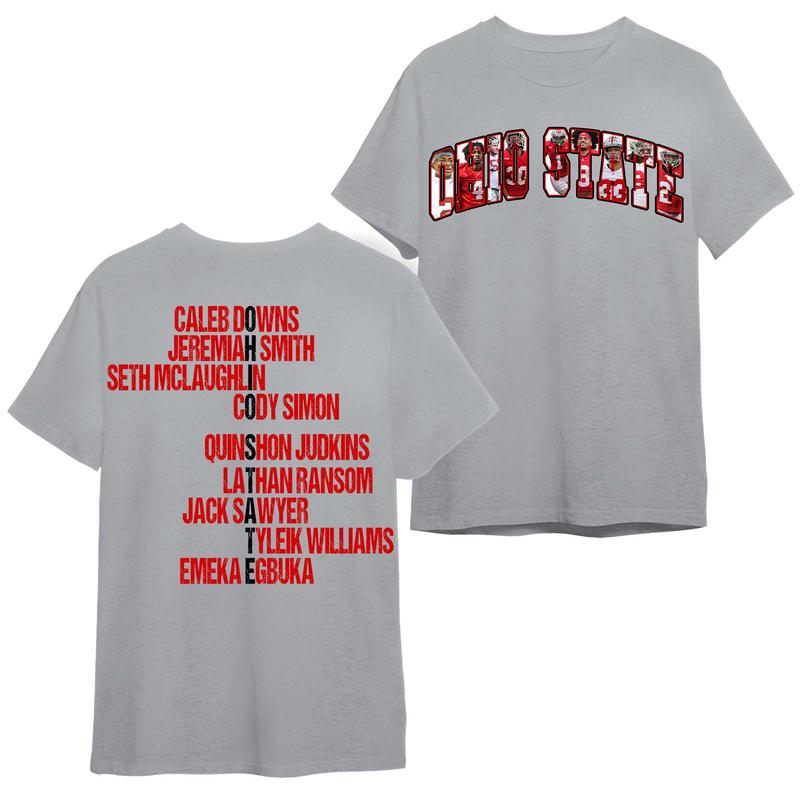 OHIO STATE
CALEB DOWNS
JEREMIAH SMITH
SETH MCLAUGHLIN
CODY SIMON
QUINSHON JUDKINS
LATHAN RANSOM
JACK SAWYER
TYLEIK WILLIAMS
EMEKA EGBUKA